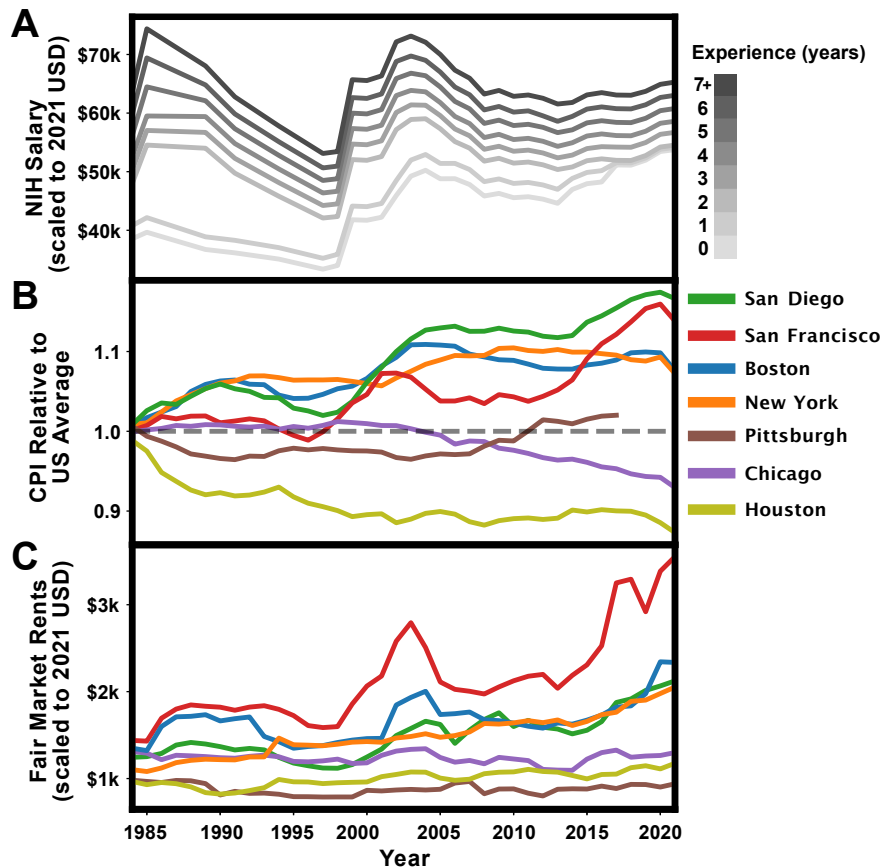 A
NIH Salary
(scaled to 2021 USD)
$70k
$60k
$50k
$40k
Experience (years)
7+
6
5
4
3
2
1
0
B
CPI Relative to
US Average
1.1
1.0
0.9
San Diego
San Francisco
Boston
New York
Pittsburgh
Chicago
Houston
C
Fair Market Rents
(scaled to 2021 USD)
$3k
$2k
$1k
1985 1990 1995 2000 2005 2010 2015 2020
Year